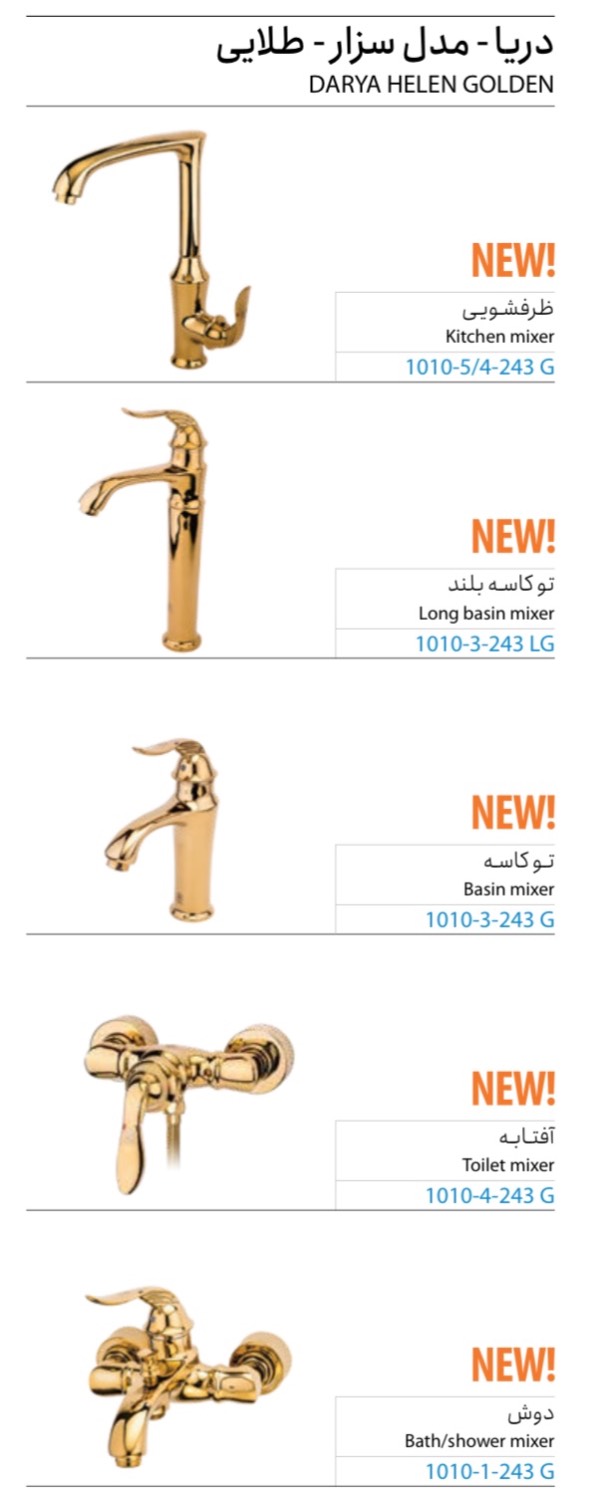 دریا - مدل سزار - طلایی
DARYA HELEN GOLDEN
NEW!
ظرفشویی
Kitchen mixer
1010-5/4-243 G
NEW!
توکاسه بلند
Long basin mixer
1010-3-243 LG
NEW!
توکاسه
Basin mixer
1010-3-243 G
NEW!
آفتابه
Toilet mixer
1010-4-243 G
NEW!
دوش
Bath/shower mixer
1010-1-243 G